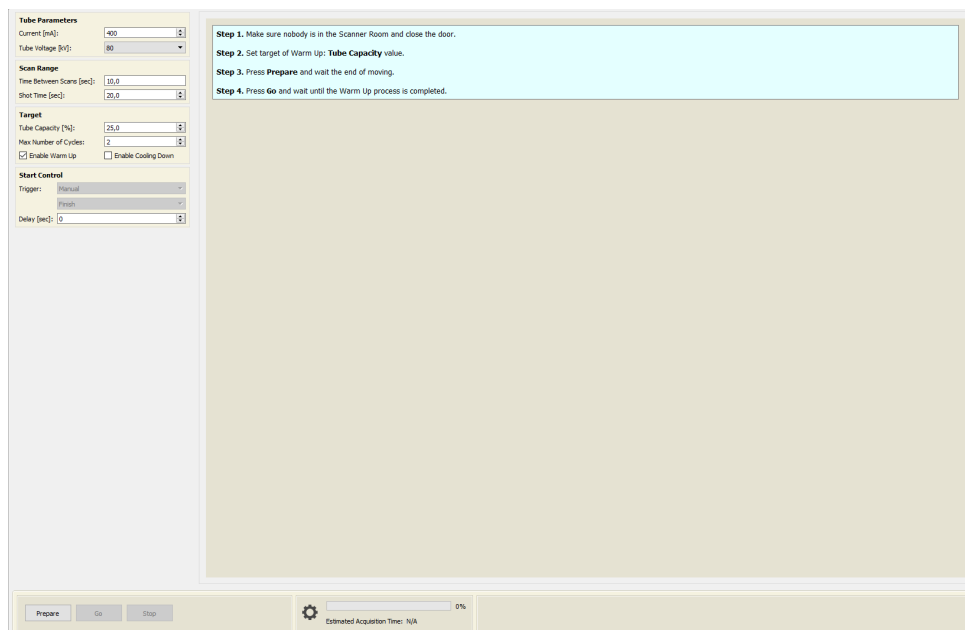 Tube Parameters
Current [mA]: 400
Tube Voltage [kV]: 80
Scan Range
Time Between Scans [sec]: 10,0
Shot Time [sec]: 20,0
Target
Tube Capacity [%]: 25,0
Max Number of Cycles: 2
Enable Warm Up Enable Cooling Down
Start Control
Trigger: Manual
Finish
Delay [sec]: 0
Step 1. Make sure nobody is in the Scanner Room and close the door.
Step 2. Set target of Warm Up: Tube Capacity value.
Step 3. Press Prepare and wait the end of moving.
Step 4. Press Go and wait until the Warm Up process is completed.
Prepare Go Stop
0%
Estimated Acquisition Time: N/A